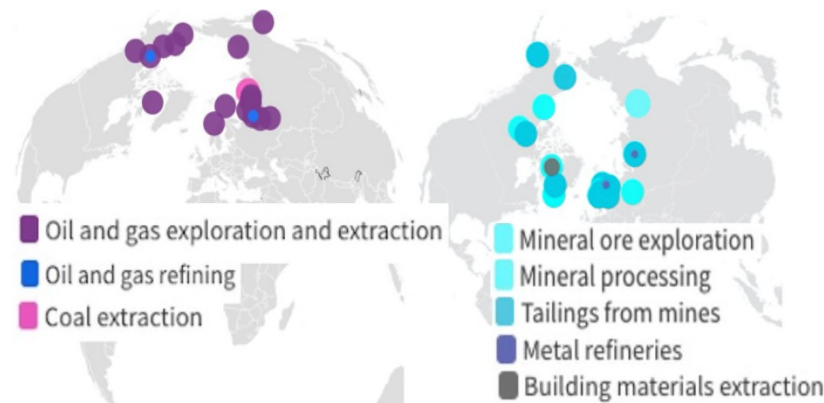 Oil and gas exploration and extraction
Oil and gas refining
Coal extraction
Mineral ore exploration
Mineral processing
Tailings from mines
Metal refineries
Building materials extraction